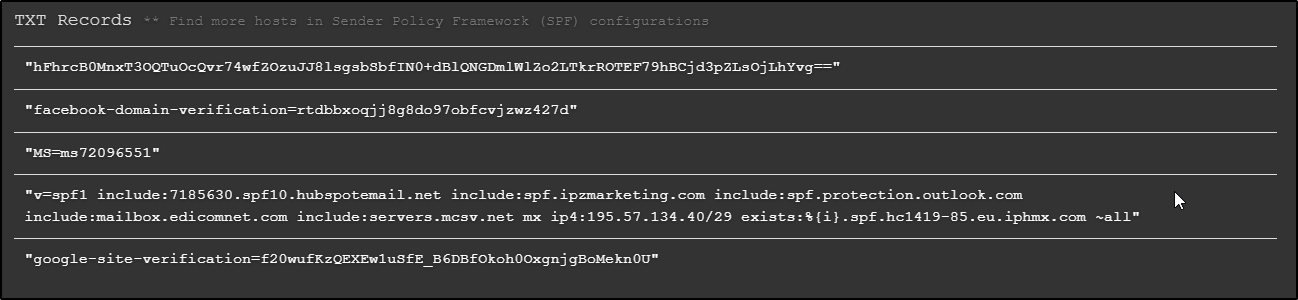 TXT Records ** Find more hosts in Sender Policy Framework (SPF) configurations
"hFhrcB0MnxT3OQTuOcQvr74wfZOzuJJ8lsgsbSbfIN0+dBlQNGDmlWlZo2LTkrROTEF79hBCjd3pZLsOjLhYvg=="
"facebook-domain-verification=rtdbbxoqjj8g8do97obfcvjzwz427d"
"MS=ms72096551"
"v=spf1 include:7185630.spf10.hubspotemail.net include:spf.ipzmarketing.com include:spf.protection.outlook.com
include:mailbox.edicomnet.com include:servers.mcsv.net mx ip4:195.57.134.40/29 exists:%{i}.spf.hc1419-85.eu.iphmx.com ~all"
"google-site-verification=f20wufKzQEXEw1uSfE_B6DBfOkoh0OxgnjgBoMekn0U"